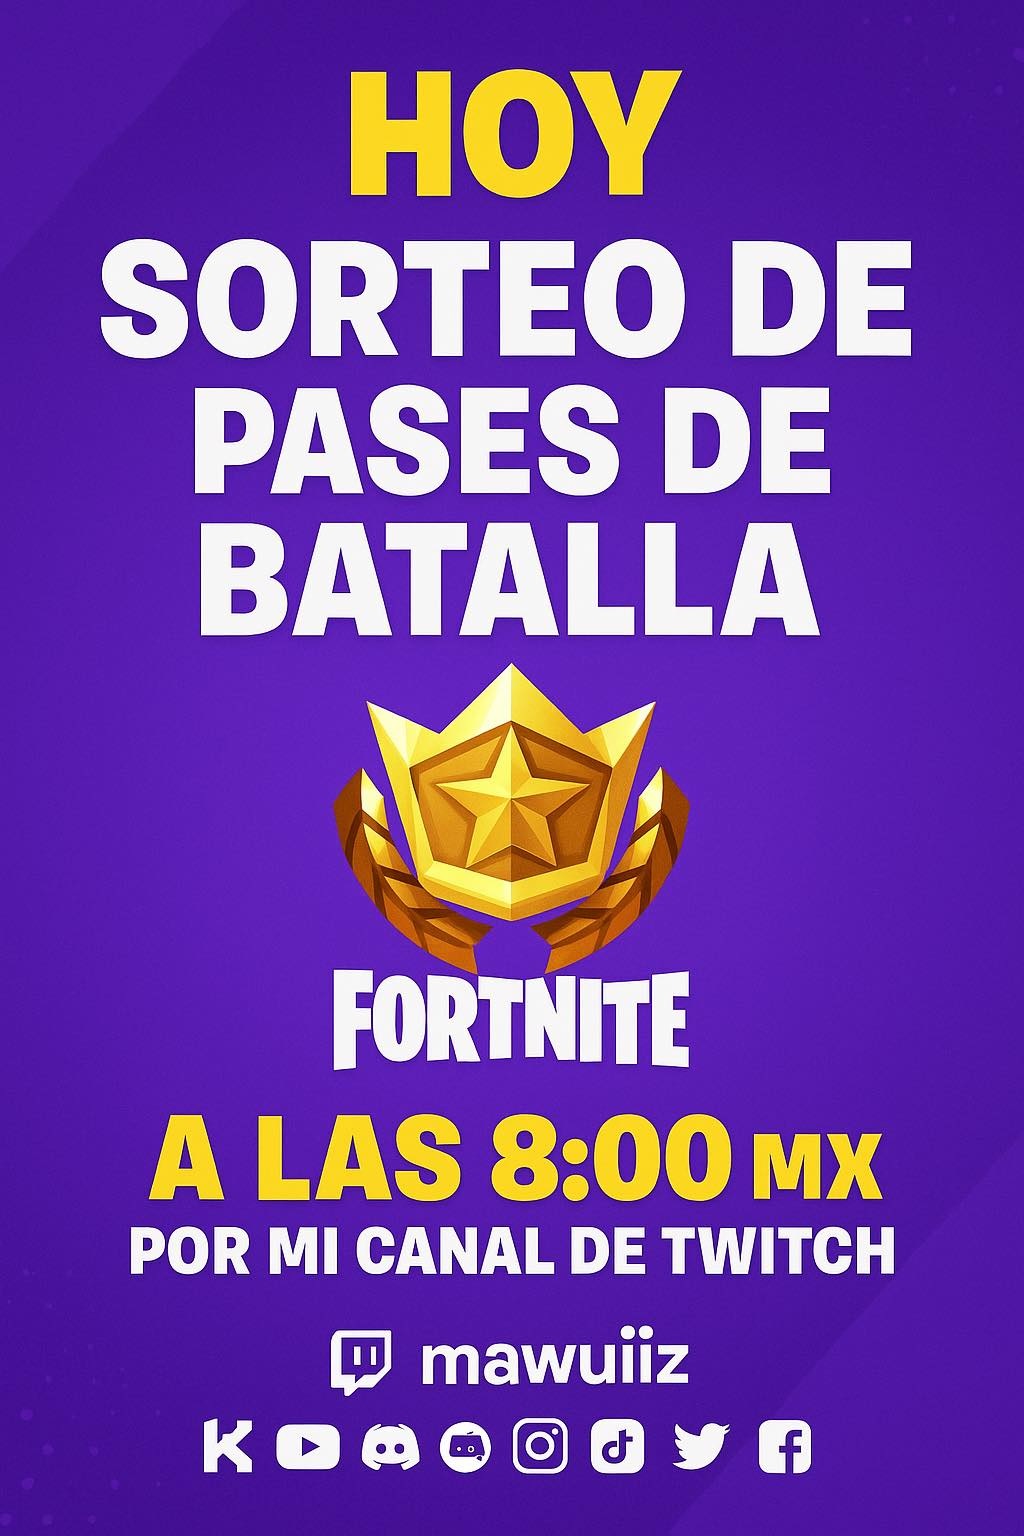 HOY
SORTEO DE
PASES DE
BATALLA
FORTNITE
A LAS 8:00 MX
POR MI CANAL DE TWITCH
mawuiiz